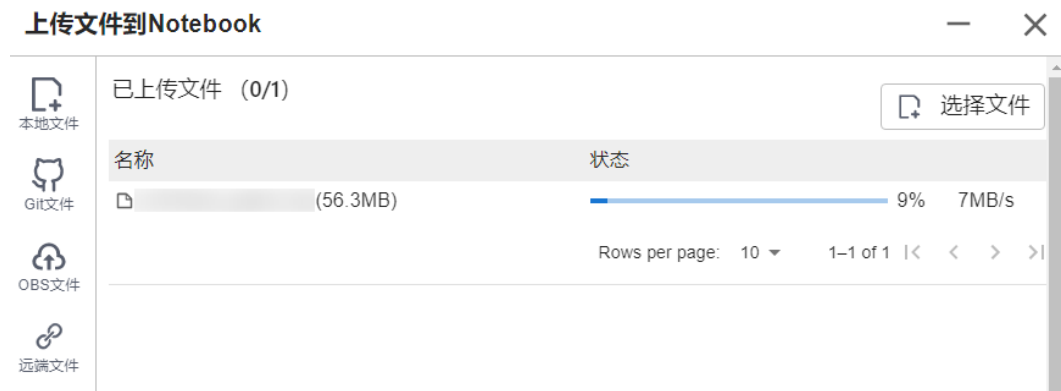 上传文件到Notebook
本地文件
Git文件
OBS文件
远端文件
已上传文件 (0/1)
选择文件
名称 状态
(56.3MB) 9% 7MB/s
Rows per page: 10 1–1 of 1